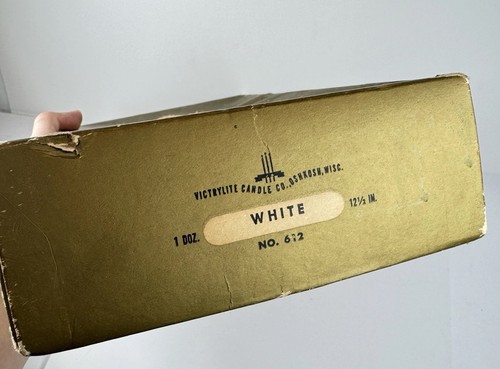 VICTRYLITE CANDLE CO., OSHKOSH, WISC.
1 DOZ. WHITE 12½ IN.
NO. 612